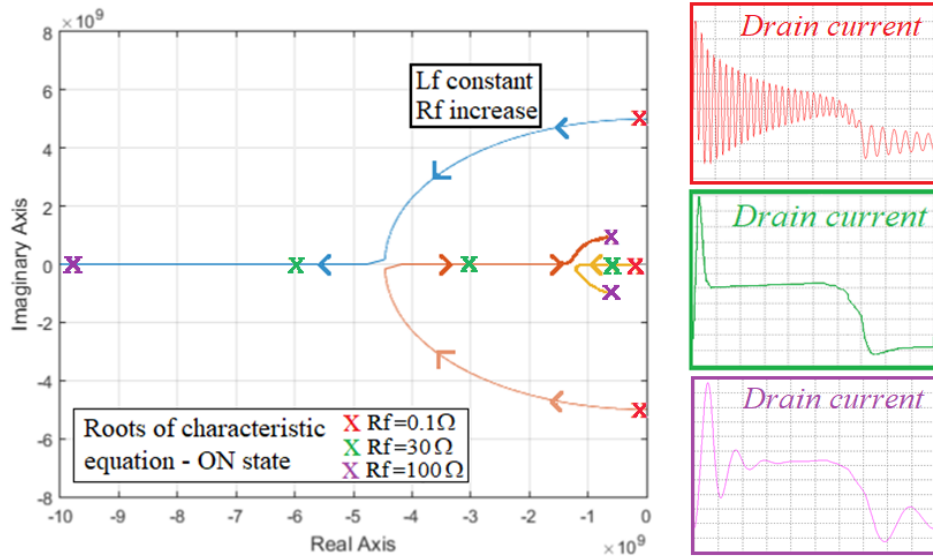 ×10⁹
8
6
4
2
0
-2
-4
-6
-8
Imaginary Axis
Lf constant
Rf increase
X X X X X X X X X
Roots of characteristic
equation - ON state
X Rf=0.1Ω
X Rf=30Ω
X Rf=100Ω
-10 -9 -8 -7 -6 -5 -4 -3 -2 -1 0
Real Axis
×10⁹
Drain current
Drain current
Drain current